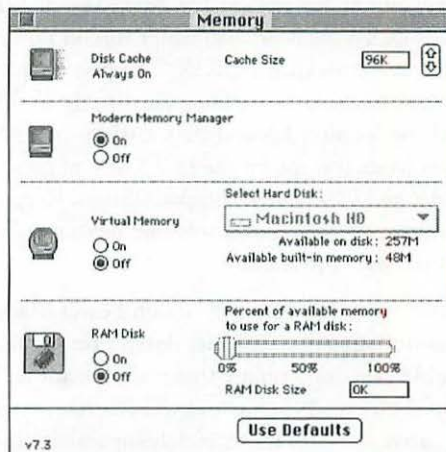 Memory
Disk Cache
Always On
Cache Size
96K
Modern Memory Manager
On
Off
Select Hard Disk:
Macintosh HD
Virtual Memory
On
Off
Available on disk: 257M
Available built-in memory: 48M
Percent of available memory
to use for a RAM disk:
RAM Disk
On
Off
0% 50% 100%
RAM Disk Size
0K
Use Defaults
v7.3